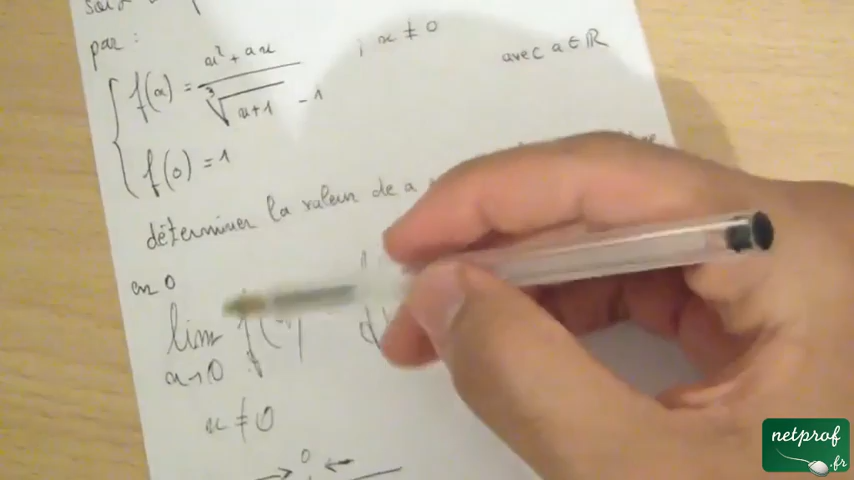 par :
f(x) = x² + ax / ∛x+1 - 1 ; x ≠ 0 avec a ∈ ℝ
f(0) = 1
déterminer la valeur de a
en 0
lim f(
x→0
x ≠ 0
0
netprof
.fr